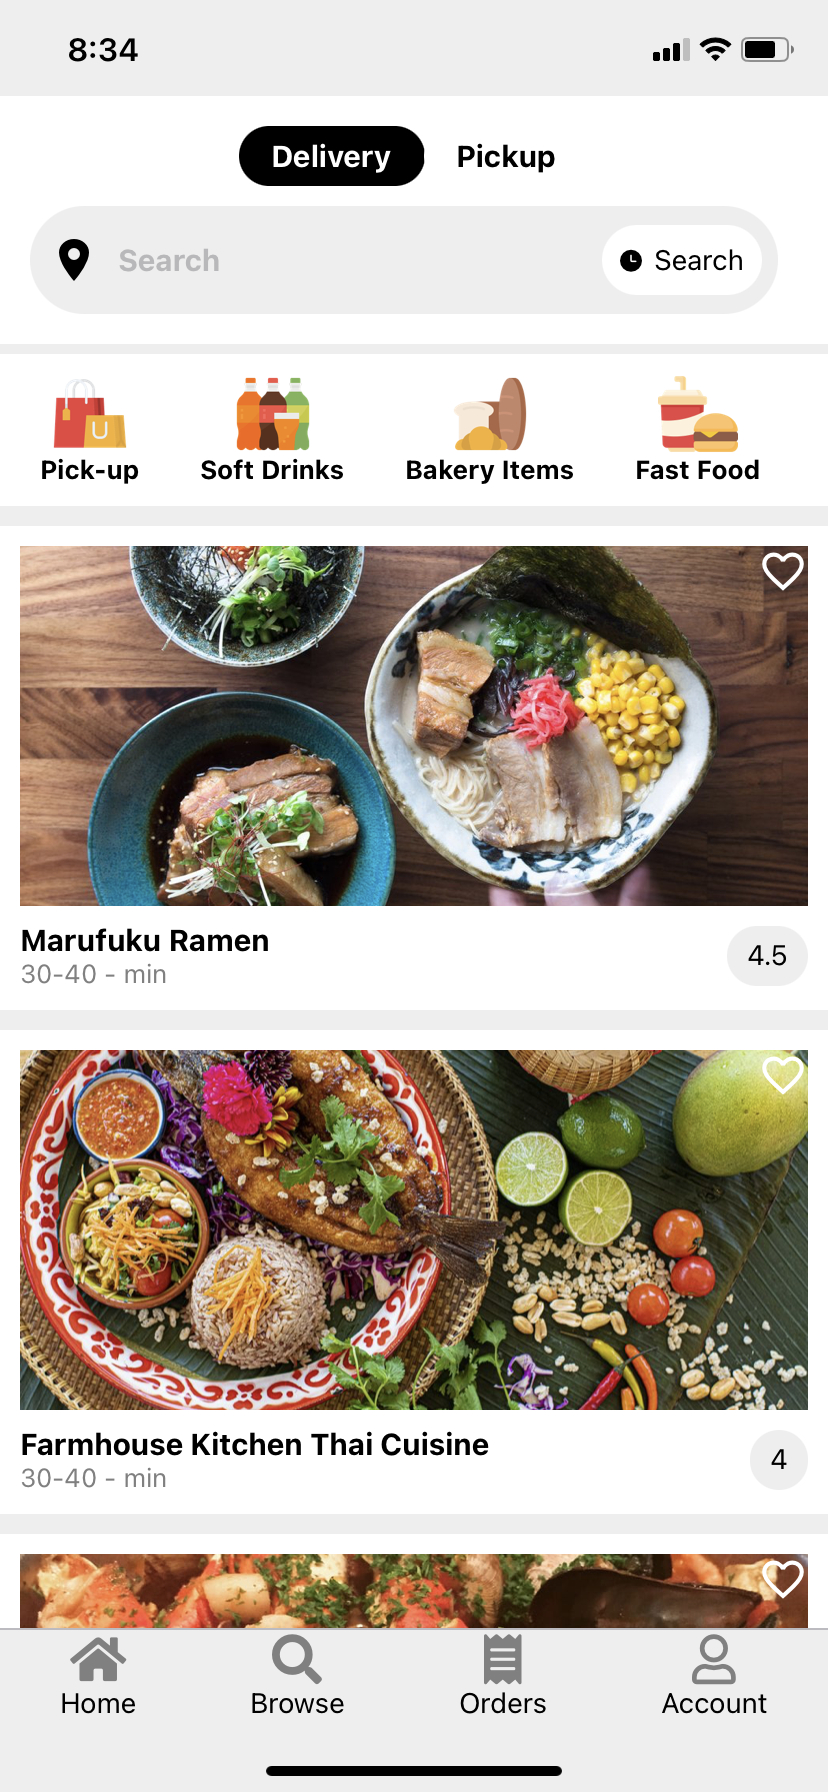 8:34
Delivery Pickup
Search Search
Pick-up Soft Drinks Bakery Items Fast Food
Marufuku Ramen
4.5
30-40 - min
Farmhouse Kitchen Thai Cuisine
4
30-40 - min
Home Browse Orders Account